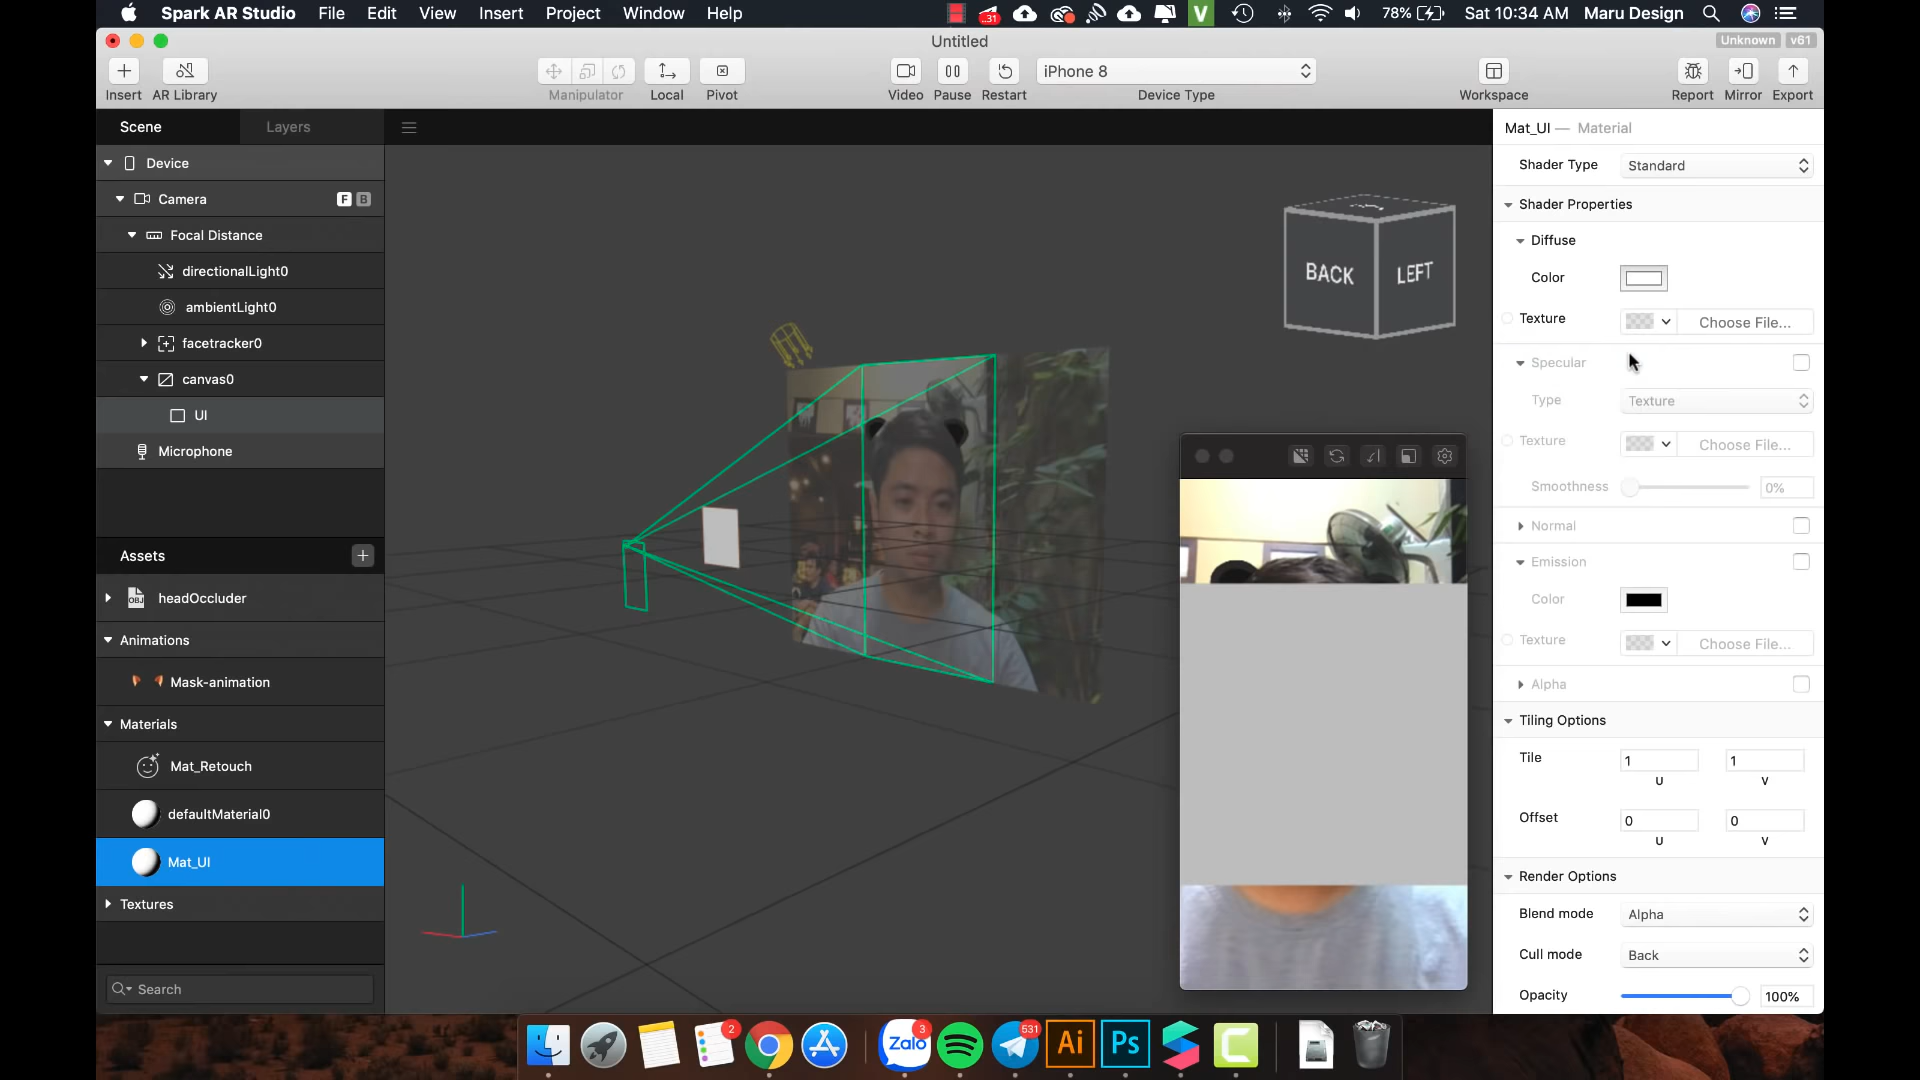 Spark AR Studio File Edit View Insert Project Window Help
..31 V 78% Sat 10:34 AM Maru Design
Untitled
Unknown v61
iPhone 8
Insert AR Library Manipulator Local Pivot Video Pause Restart Device Type Workspace Report Mirror Export
Scene Layers
Device
Camera F B
Focal Distance
directionalLight0
ambientLight0
facetracker0
canvas0
UI
Microphone
Assets +
headOccluder
OBJ
Animations
Mask-animation
Materials
Mat_Retouch
defaultMaterial0
Mat_UI
Textures
Search
BACK LEFT
Mat_UI — Material
Shader Type Standard
Shader Properties
Diffuse
Color
Texture Choose File...
Specular
Type Texture
Texture Choose File...
Smoothness 0%
Normal
Emission
Color
Texture Choose File...
Alpha
Tiling Options
Tile 1 1
U V
Offset 0 0
U V
Render Options
Blend mode Alpha
Cull mode Back
Opacity 100%
2 Zalo 3 531 Ai Ps C